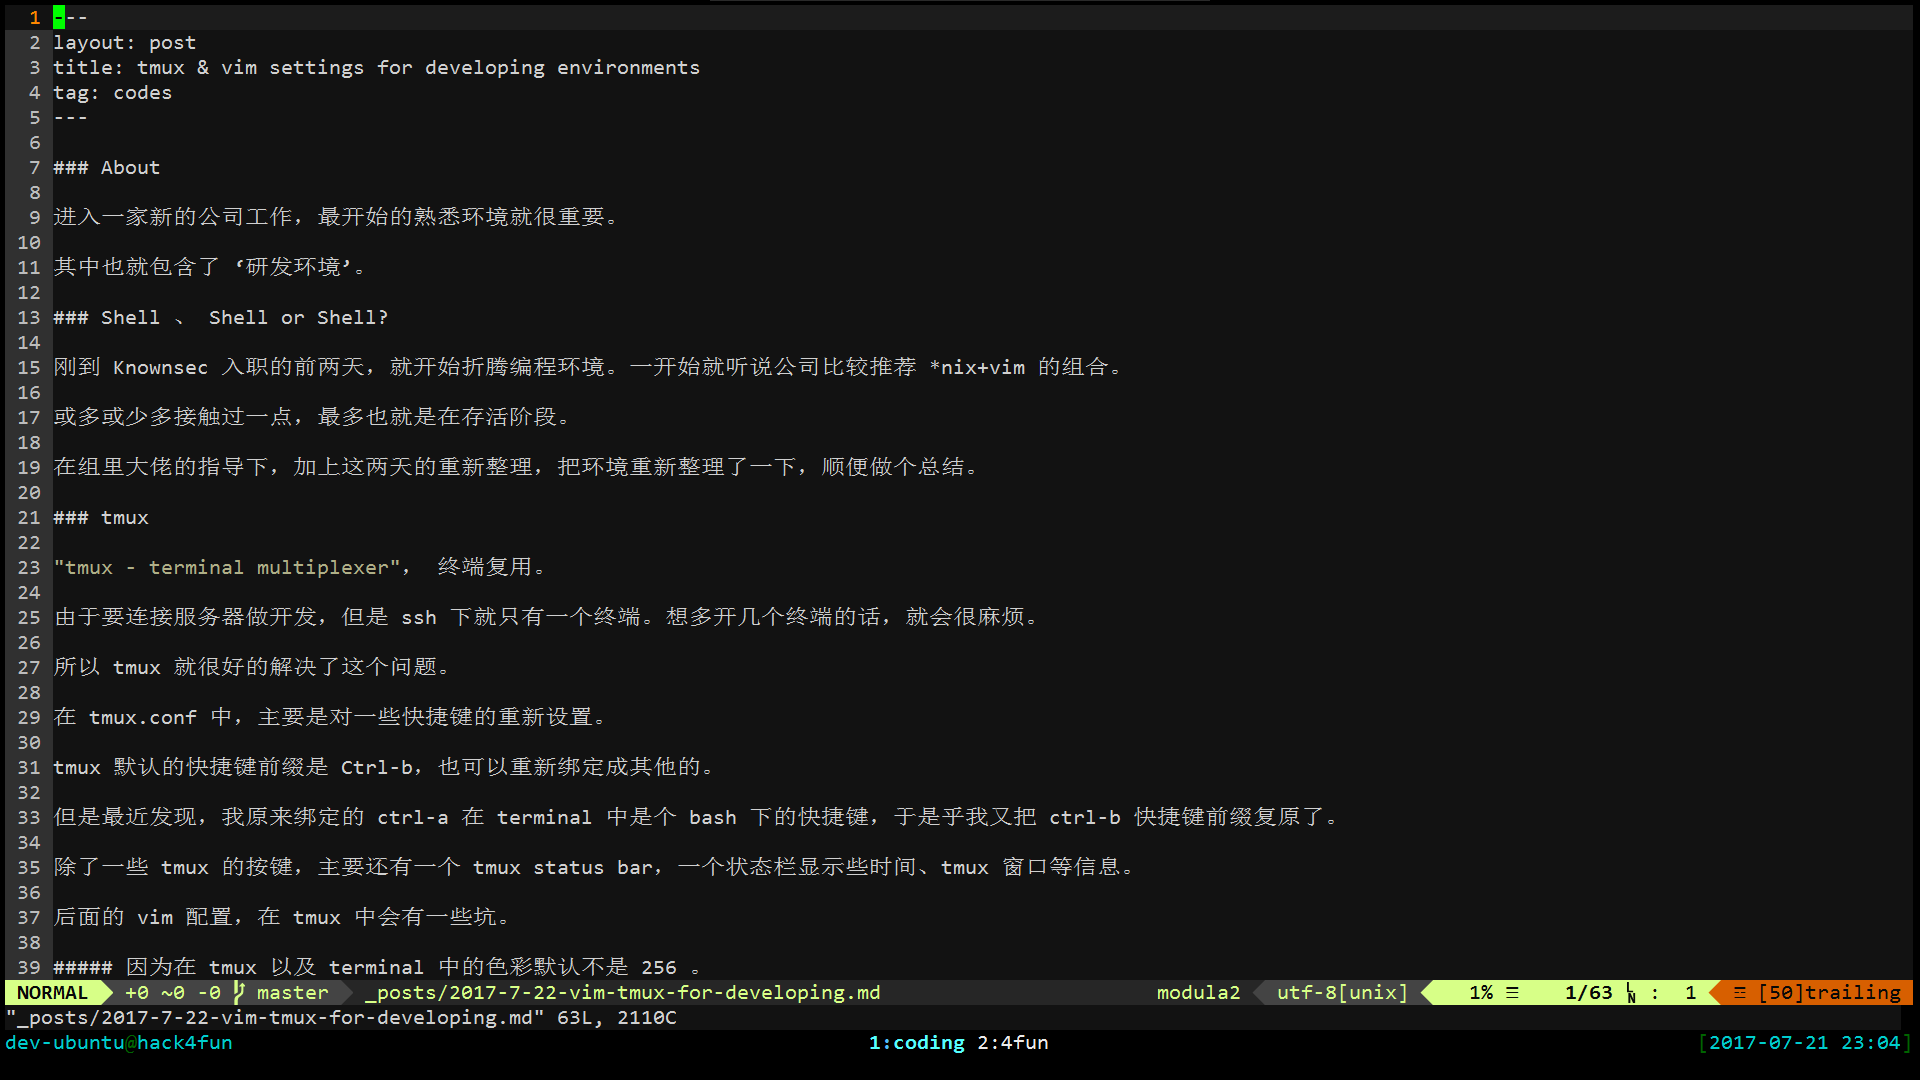 1 ---
2 layout: post
3 title: tmux & vim settings for developing environments
4 tag: codes
5 ---
6
7 ### About
8
9 进入一家新的公司工作，最开始的熟悉环境就很重要。
10
11 其中也就包含了‘研发环境’。
12
13 ### Shell 、 Shell or Shell?
14
15 刚到 Knownsec 入职的前两天，就开始折腾编程环境。一开始就听说公司比较推荐 *nix+vim 的组合。
16
17 或多或少多接触过一点，最多也就是在存活阶段。
18
19 在组里大佬的指导下，加上这两天的重新整理，把环境重新整理了一下，顺便做个总结。
20
21 ### tmux
22
23 "tmux - terminal multiplexer"， 终端复用。
24
25 由于要连接服务器做开发，但是 ssh 下就只有一个终端。想多开几个终端的话，就会很麻烦。
26
27 所以 tmux 就很好的解决了这个问题。
28
29 在 tmux.conf 中，主要是对一些快捷键的重新设置。
30
31 tmux 默认的快捷键前缀是 Ctrl-b，也可以重新绑定成其他的。
32
33 但是最近发现，我原来绑定的 ctrl-a 在 terminal 中是个 bash 下的快捷键，于是乎我又把 ctrl-b 快捷键前缀复原了。
34
35 除了一些 tmux 的按键，主要还有一个 tmux status bar，一个状态栏显示些时间、tmux 窗口等信息。
36
37 后面的 vim 配置，在 tmux 中会有一些坑。
38
39 ##### 因为在 tmux 以及 terminal 中的色彩默认不是 256 。
NORMAL +0 ~0 -0 master _posts/2017-7-22-vim-tmux-for-developing.md modula2 utf-8[unix] 1% ☰ 1/63 ␤ : 1 ☲ [50]trailing
"_posts/2017-7-22-vim-tmux-for-developing.md" 63L, 2110C
dev-ubuntu@hack4fun 1:coding 2:4fun [2017-07-21 23:04]